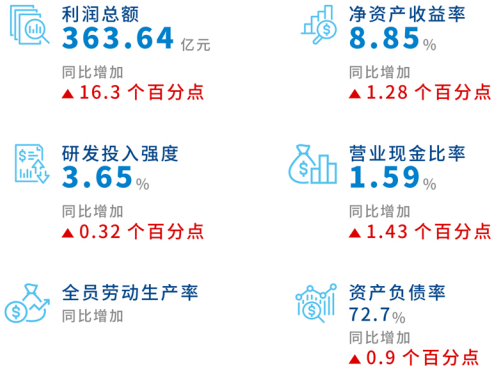 利润总额
363.64 亿元
同比增加
▲ 16.3 个百分点
净资产收益率
8.85%
同比增加
▲ 1.28 个百分点
研发投入强度
3.65%
同比增加
▲ 0.32 个百分点
营业现金比率
1.59%
同比增加
▲ 1.43 个百分点
全员劳动生产率
同比增加
资产负债率
72.7%
同比增加
▲ 0.9 个百分点